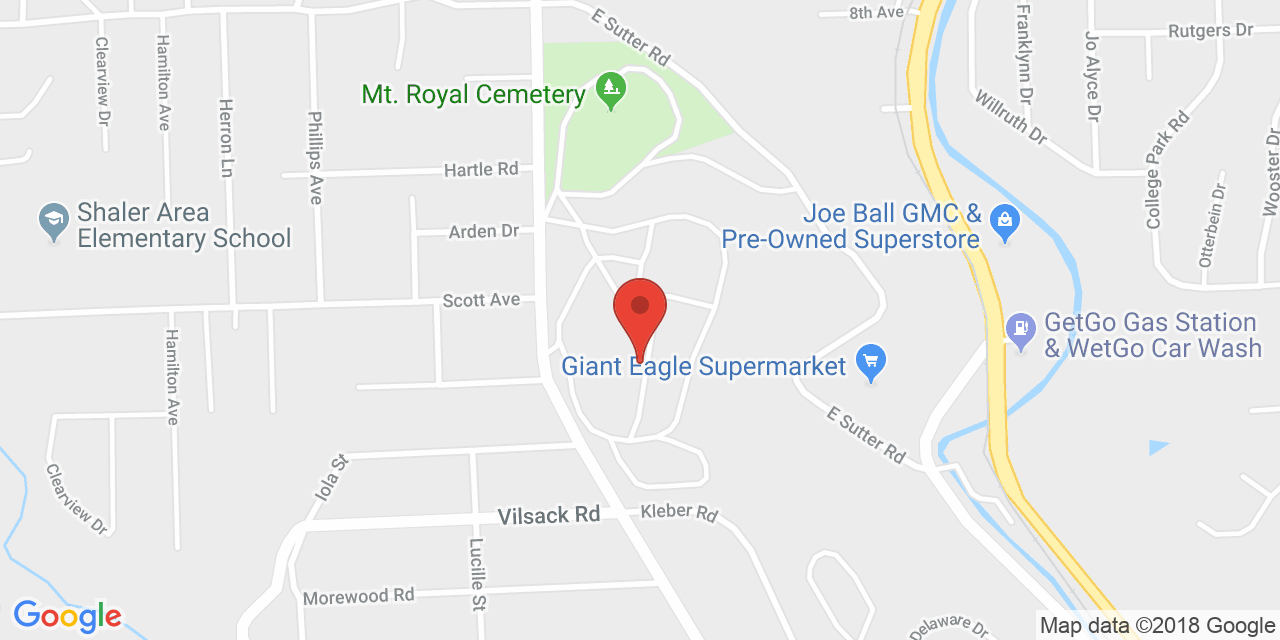 8th Ave
E Sutter Rd
Rutgers Dr
Clearview Dr
Hamilton Ave
Herron Ln
Phillips Ave
Mt. Royal Cemetery
Franklynn Dr
Jo Alyce Dr
Willruth Dr
College Park Rd
Wooster Dr
Otterbein Dr
Hartle Rd
Shaler Area
Elementary School
Arden Dr
Joe Ball GMC &
Pre-Owned Superstore
Scott Ave
GetGo Gas Station
& WetGo Car Wash
Hamilton Ave
Giant Eagle Supermarket
E Sutter Rd
Clearview Dr
Iola St
Vilsack Rd
Kleber Rd
Lucille St
Morewood Rd
Delaware Dr
Google
Map data ©2018 Google